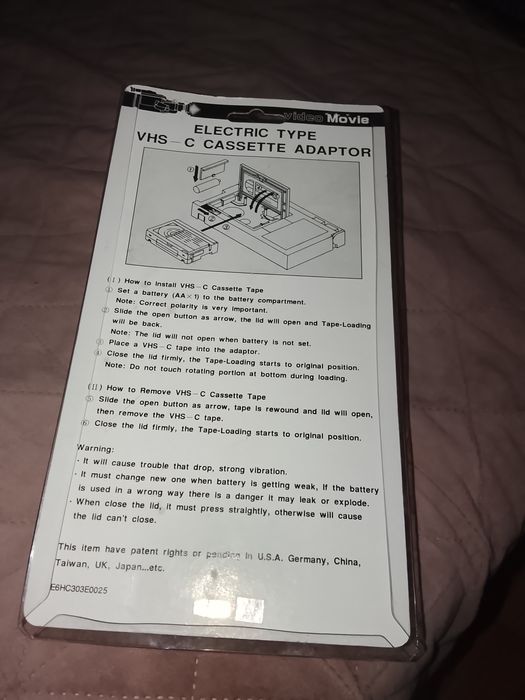 video Movie
ELECTRIC TYPE
VHS-C CASSETTE ADAPTOR
(I) How to install VHS-C Cassette Tape
① Set a battery (AA×1) to the battery compartment.
Note: Correct polarity is very important.
② Slide the open button as arrow, the lid will open and Tape-Loading
will be back.
Note: The lid will not open when battery is not set.
③ Place a VHS-C tape into the adaptor.
④ Close the lid firmly, the Tape-Loading starts to original position.
Note: Do not touch rotating portion at bottom during loading.
(II) How to Remove VHS-C Cassette Tape
⑤ Slide the open button as arrow, tape is rewound and lid will open,
then remove the VHS-C tape.
⑥ Close the lid firmly, the Tape-Loading starts to original position.
Warning:
· It will cause trouble that drop, strong vibration.
· It must change new one when battery is getting weak, If the battery
is used in a wrong way there is a danger it may leak or explode.
· When close the lid, it must press straightly, otherwise will cause
the lid can't close.
This item have patent rights or pending in U.S.A. Germany, China,
Taiwan, UK, Japan...etc.
E6HC303E0025